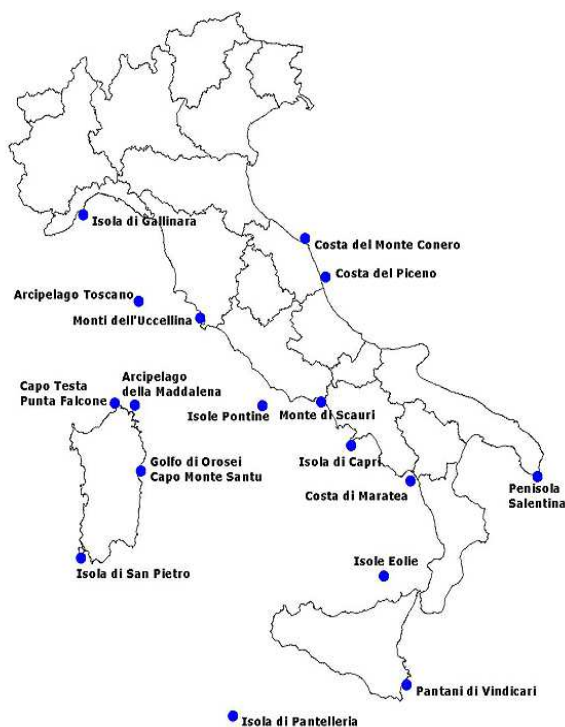 Isola di Gallinara
Costa del Monte Conero
Costa del Piceno
Arcipelago Toscano
Monti dell'Uccellina
Capo Testa
Punta Falcone
Arcipelago
della Maddalena
Isole Pontine
Monte di Scauri
Isola di Capri
Golfo di Orosei
Capo Monte Santu
Costa di Maratea
Penisola
Salentina
Isola di San Pietro
Isole Eolie
Pantani di Vindicari
Isola di Pantelleria